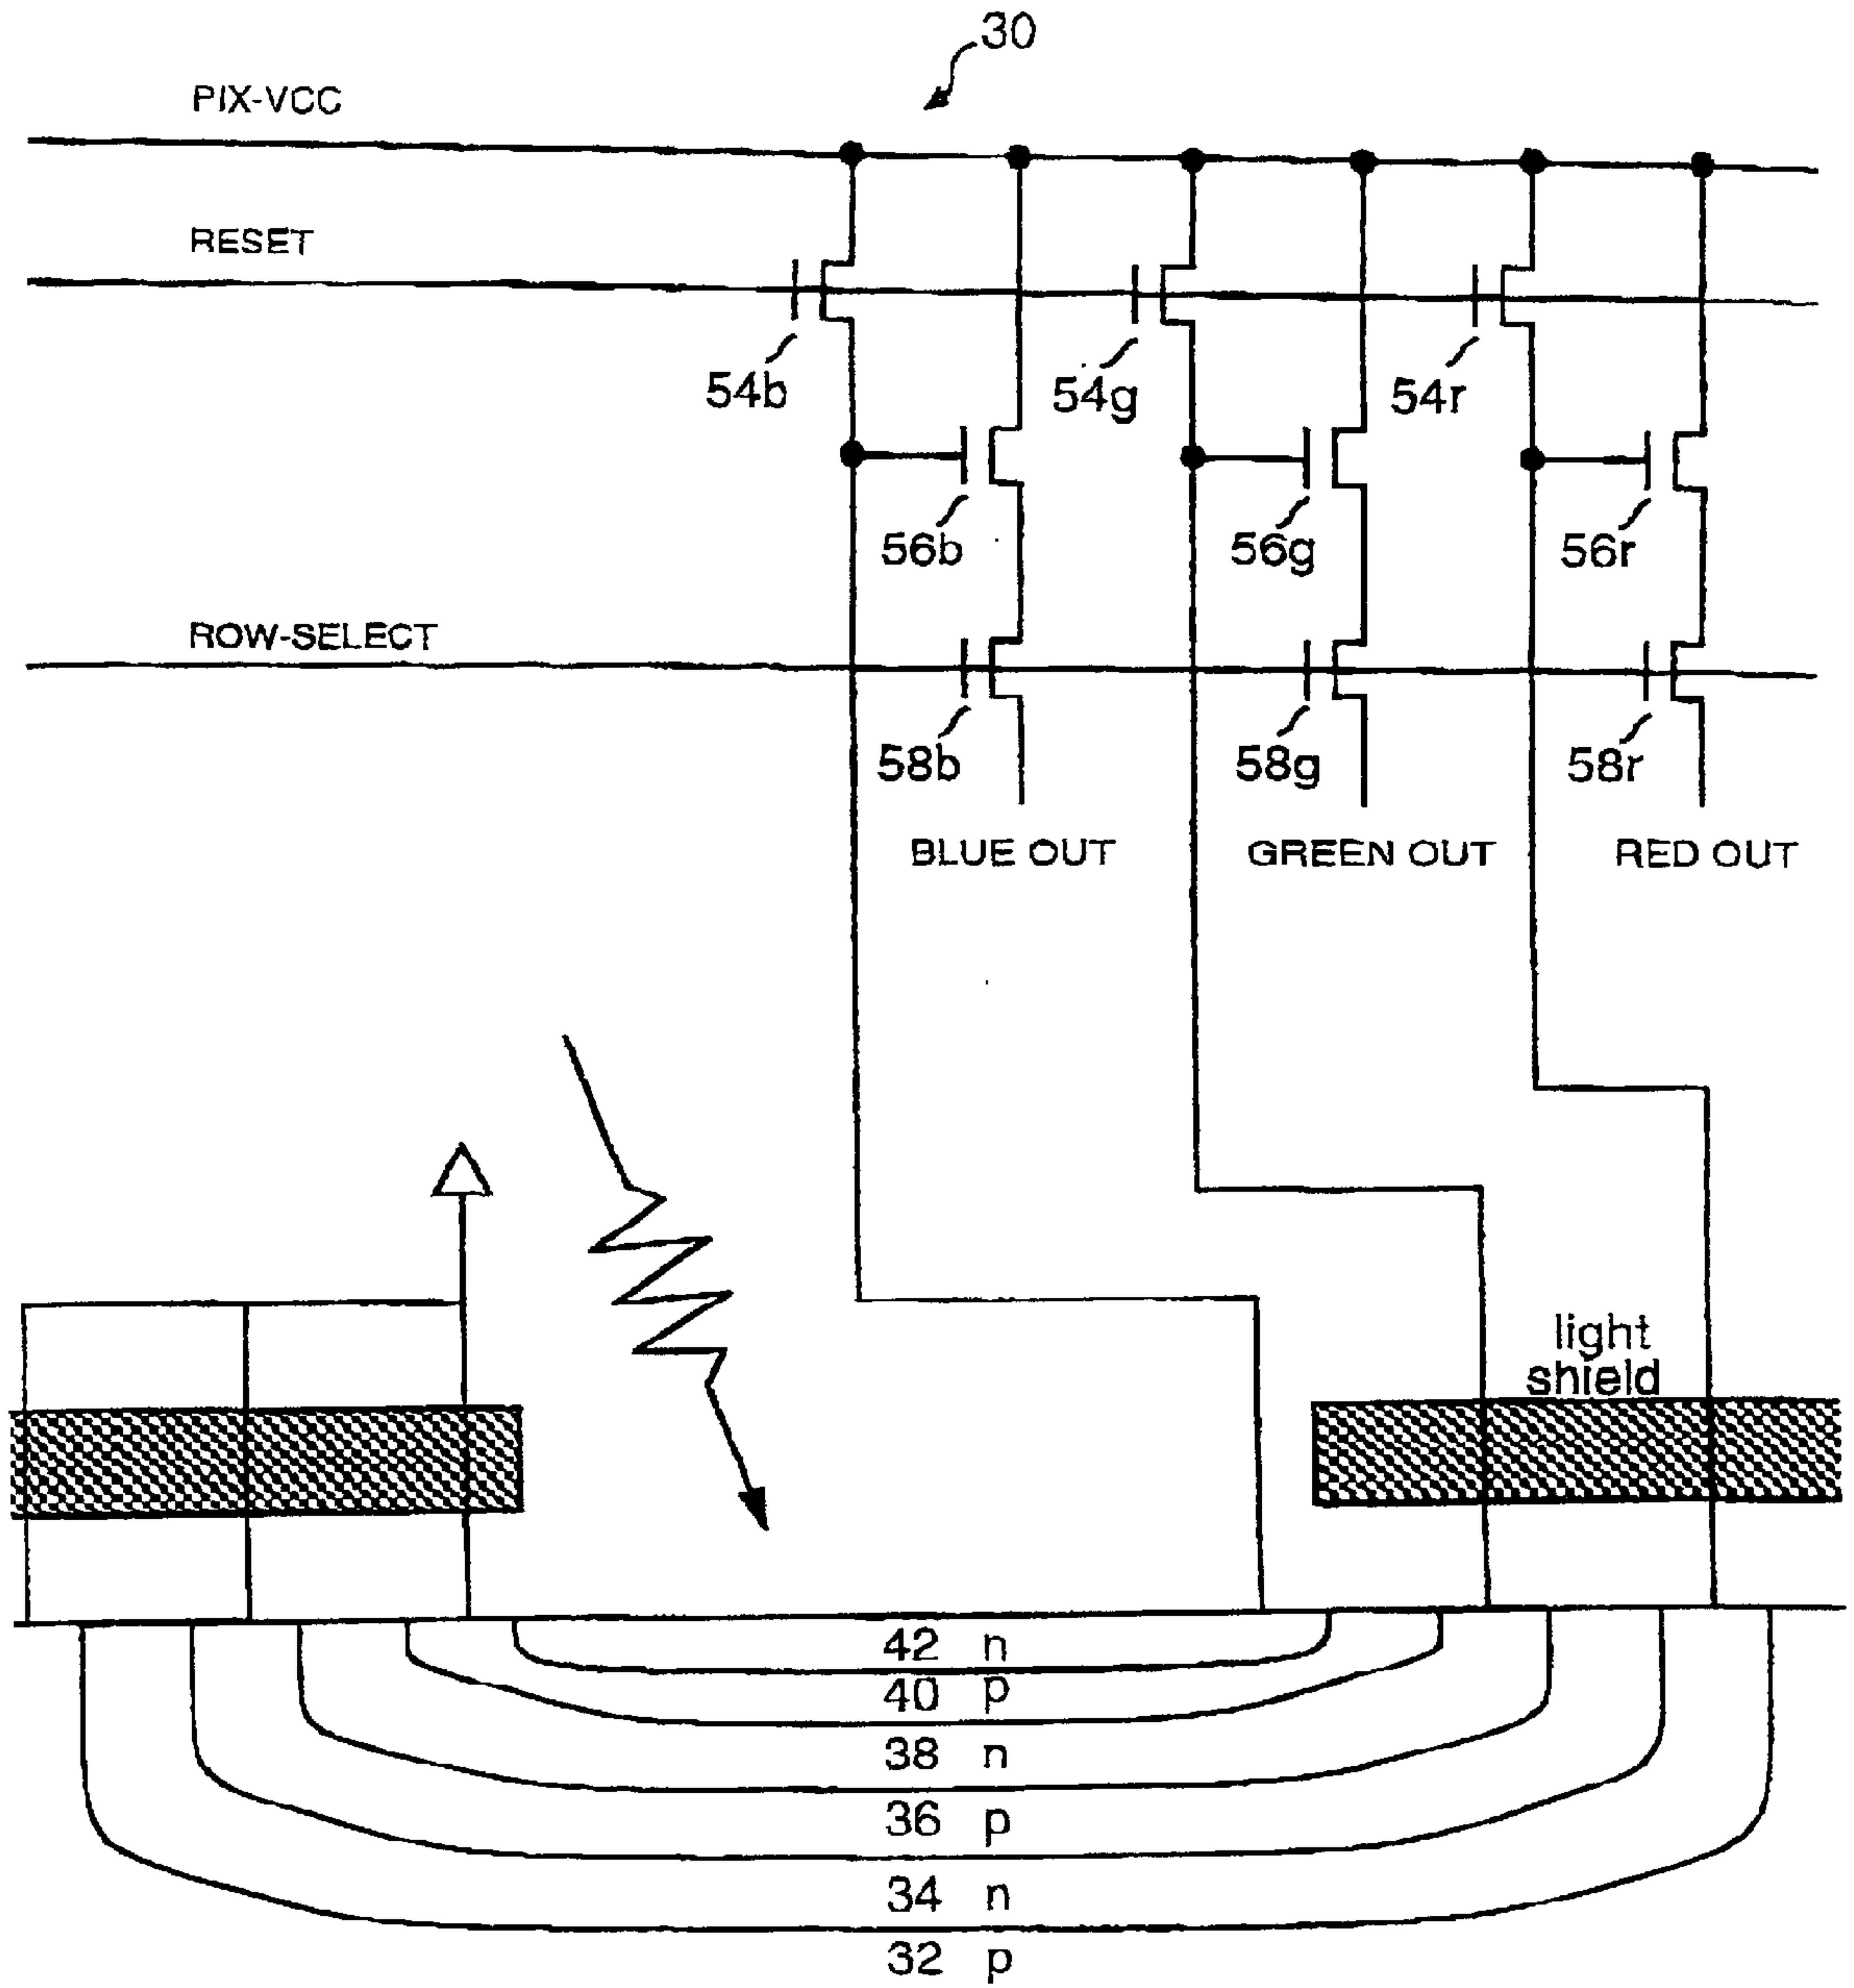 30
PIX-VCC
RESET
54b 54g 54r
56b 56g 56r
ROW-SELECT
58b 58g 58r
BLUE OUT GREEN OUT RED OUT
light
shield
42 n
40 p
38 n
36 p
34 n
32 p